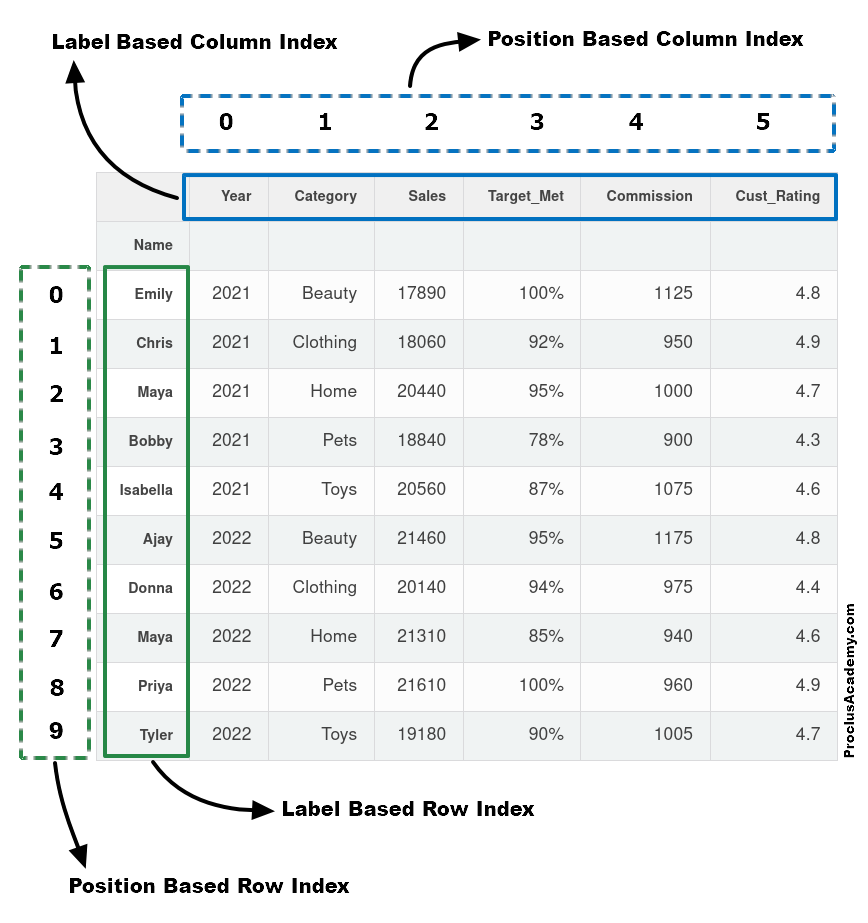 Label Based Column Index
Position Based Column Index
0 1 2 3 4 5
Year Category Sales Target_Met Commission Cust_Rating
Name
0 Emily 2021 Beauty 17890 100% 1125 4.8
1 Chris 2021 Clothing 18060 92% 950 4.9
2 Maya 2021 Home 20440 95% 1000 4.7
3 Bobby 2021 Pets 18840 78% 900 4.3
4 Isabella 2021 Toys 20560 87% 1075 4.6
5 Ajay 2022 Beauty 21460 95% 1175 4.8
6 Donna 2022 Clothing 20140 94% 975 4.4
7 Maya 2022 Home 21310 85% 940 4.6
8 Priya 2022 Pets 21610 100% 960 4.9
9 Tyler 2022 Toys 19180 90% 1005 4.7
ProclusAcademy.com
Label Based Row Index
Position Based Row Index